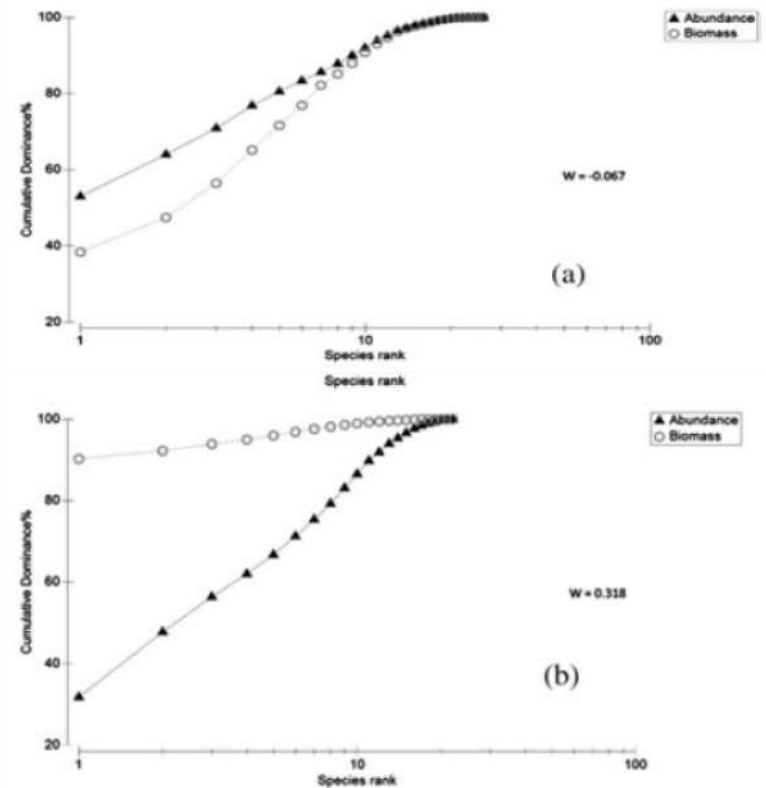 100
80
60
40
20
Cumulative Dominance%
Abundance
Biomass
W = -0.067
(a)
1
10
100
Species rank
Species rank
100
80
60
40
20
Cumulative Dominance%
Abundance
Biomass
W = 0.318
(b)
1
10
100
Species rank